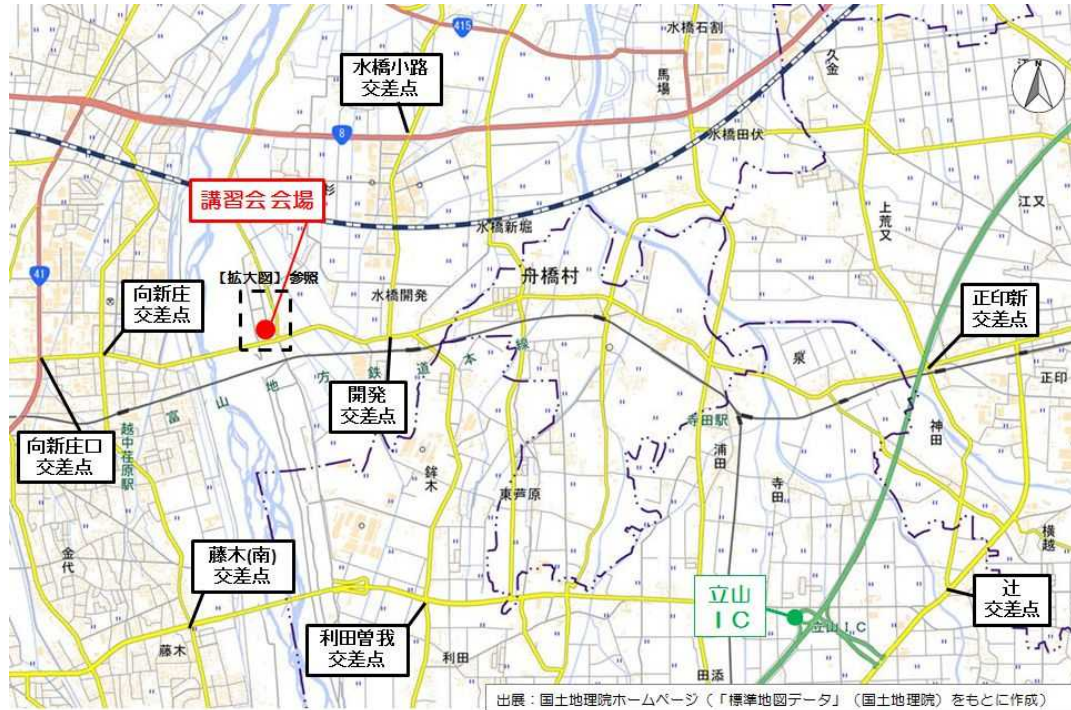 415
水橋石割
水橋小路
交差点
馬場
久金
N
8
水橋田伏
講習会会場
上荒又
江又
水橋新堀
41
向新庄
交差点
【拡大図】参照
水橋開発
舟橋村
正印新
交差点
泉
正印
富山地方鉄道本線
開発
交差点
向新庄口
交差点
越中荏原駅
寺田駅
浦田
神田
鉾木
東芦原
寺田
横越
金代
藤木(南)
交差点
立山
IC
辻
交差点
立山IC
利田曽我
交差点
藤木
利田
田添
出展:国土地理院ホームページ(「標準地図データ」(国土地理院)をもとに作成)